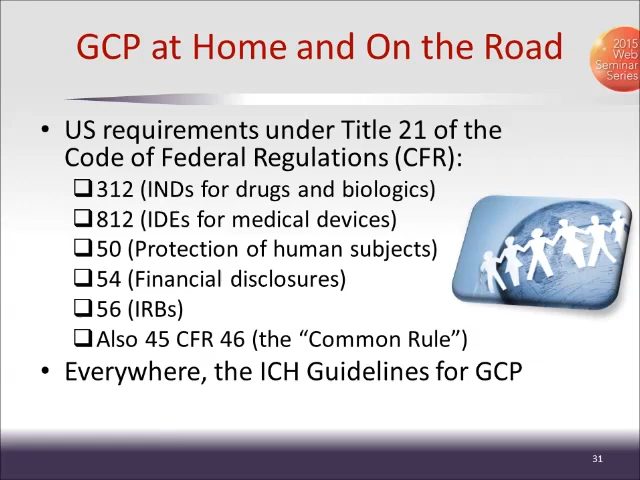 GCP at Home and On the Road
2015
Web
Seminar
Series
• US requirements under Title 21 of the
Code of Federal Regulations (CFR):
❑312 (INDs for drugs and biologics)
❑812 (IDEs for medical devices)
❑50 (Protection of human subjects)
❑54 (Financial disclosures)
❑56 (IRBs)
❑Also 45 CFR 46 (the “Common Rule”)
• Everywhere, the ICH Guidelines for GCP
31